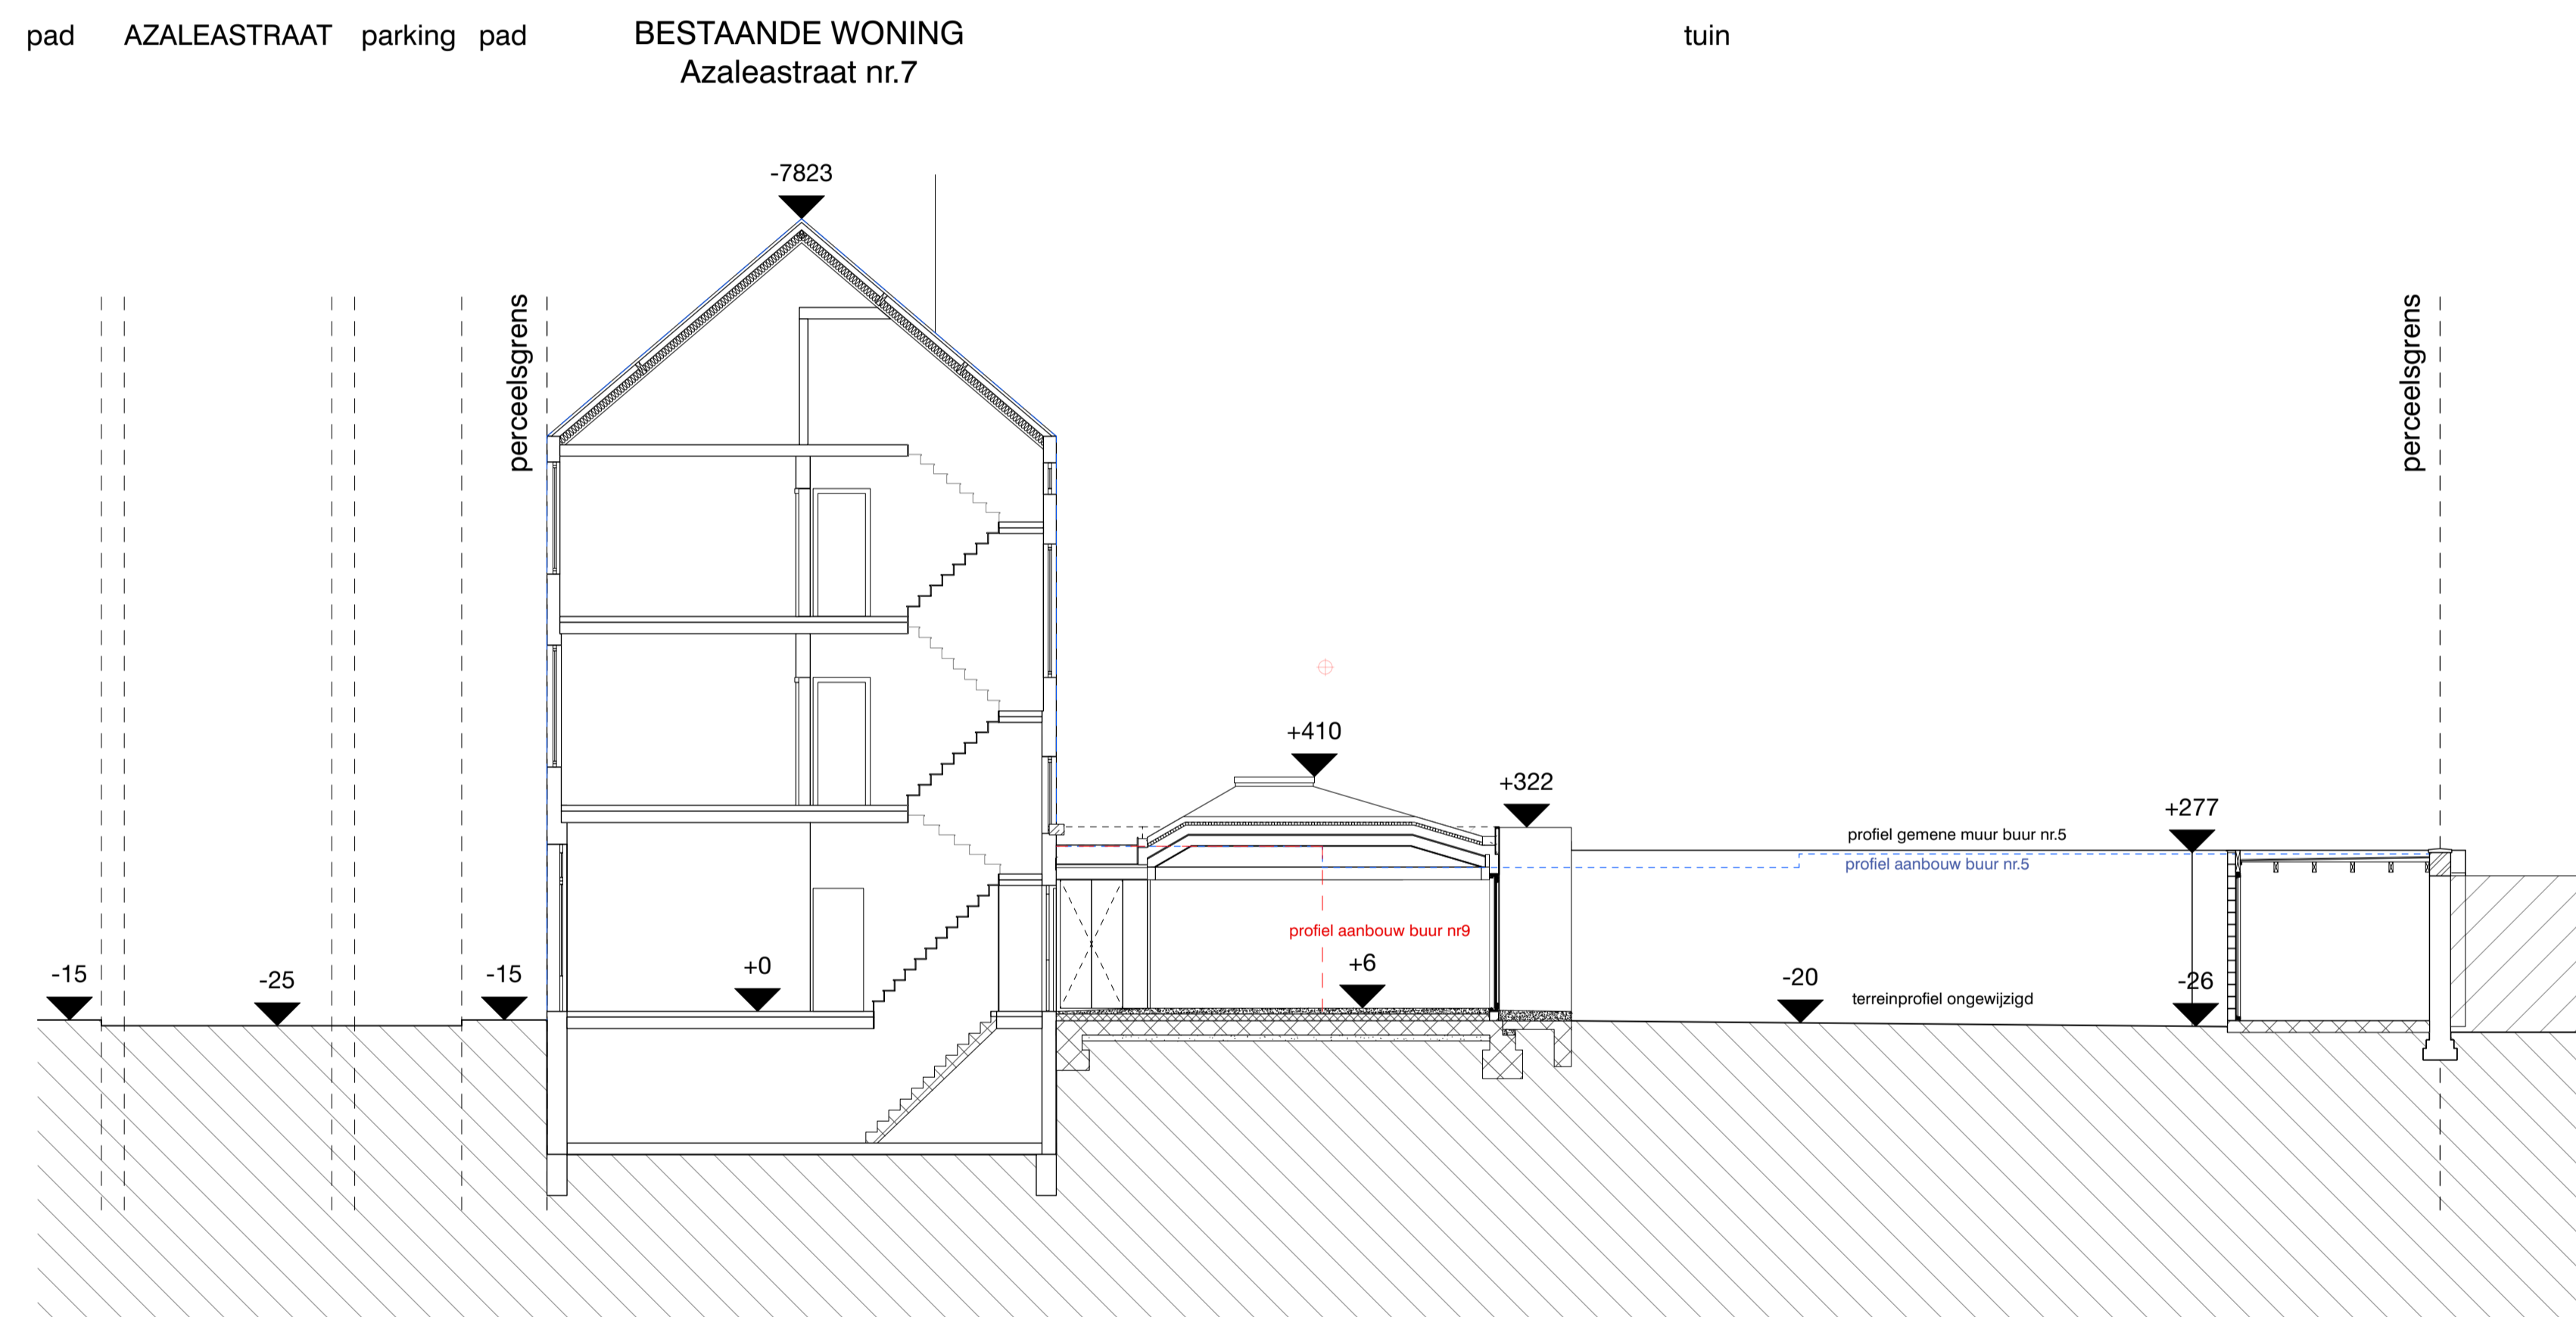 pad AZALEASTRAAT parking pad
BESTAANDE WONING
Azaleastraat nr.7
tuin
-7823
perceelsgrens
perceelsgrens
+410
+322
+277
profiel gemene muur buur nr.5
profiel aanbouw buur nr.5
profiel aanbouw buur nr9
-15
-25
-15
+0
+6
-20
terreinprofiel ongewijzigd
-26